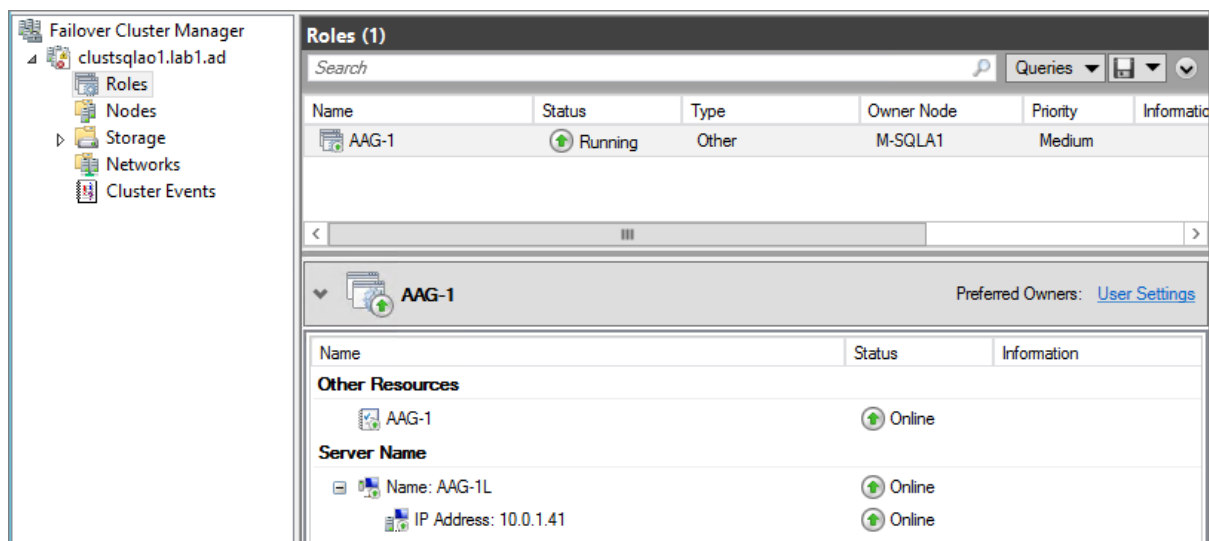 Failover Cluster Manager
clustsqlao1.lab1.ad
Roles
Nodes
Storage
Networks
Cluster Events
Roles (1)
Search
Queries
Name Status Type Owner Node Priority Informatio
AAG-1 Running Other M-SQLA1 Medium
AAG-1 Preferred Owners: User Settings
Name Status Information
Other Resources
AAG-1 Online
Server Name
Name: AAG-1L Online
IP Address: 10.0.1.41 Online